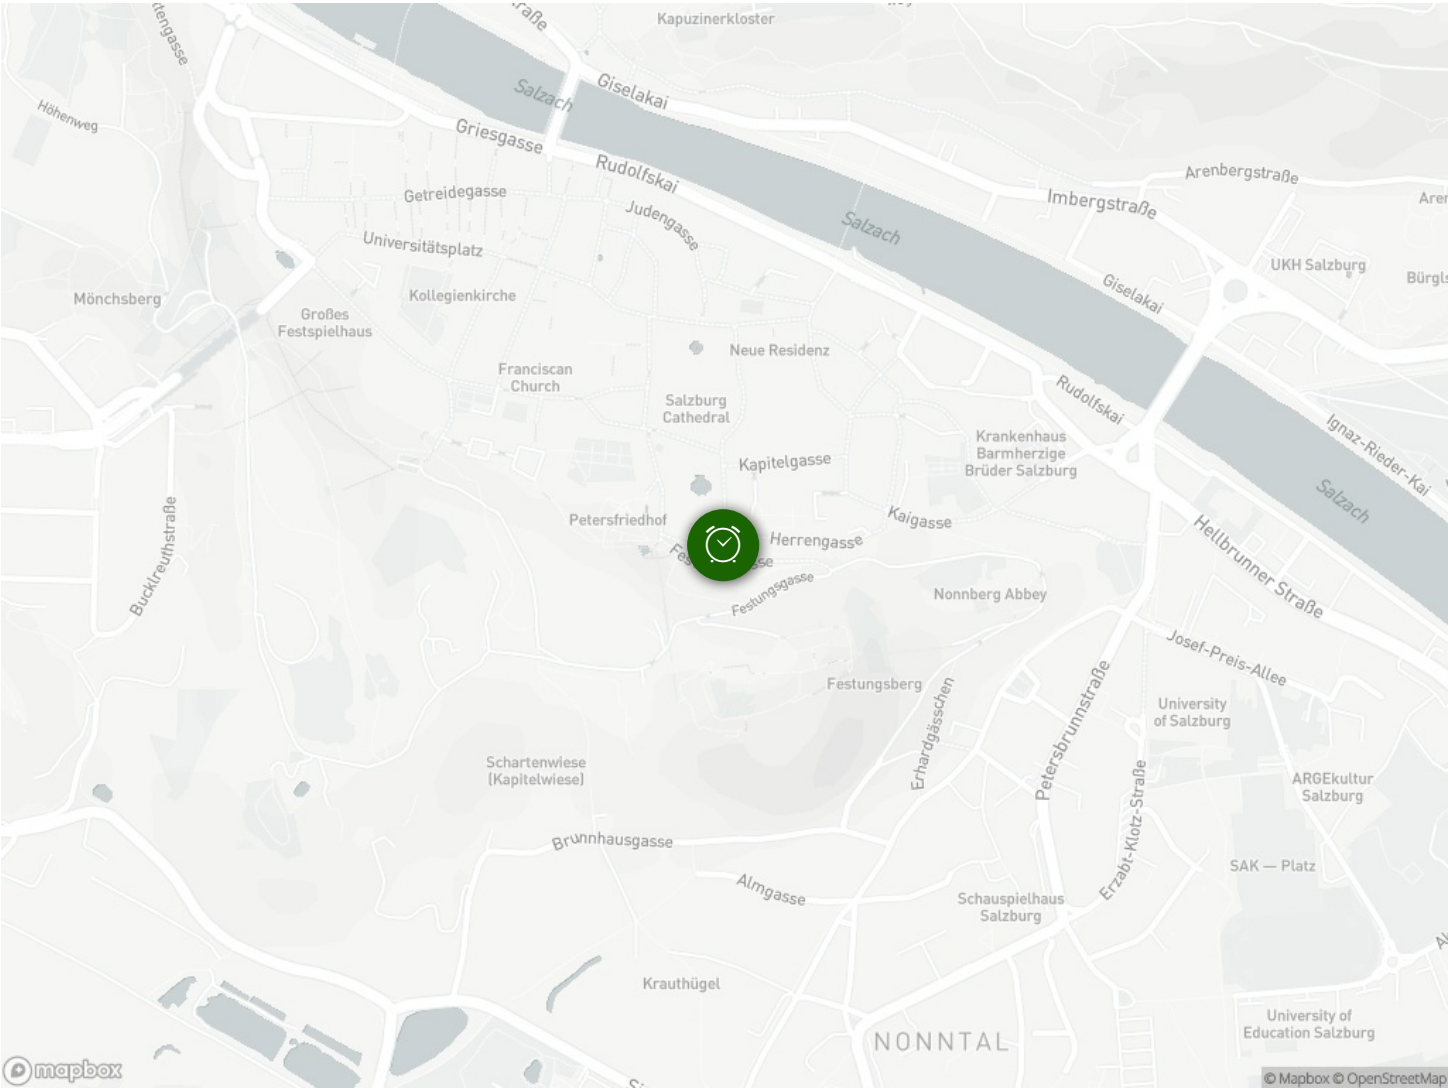 Kapuzinerkloster
Höhenweg
Salzach
Giselakai
Griesgasse
Rudolfskai
Arenbergstraße
Getreidegasse
Imbergstraße
Judengasse
Salzach
Universitätsplatz
UKH Salzburg
Giselakai
Mönchsberg
Kollegienkirche
Großes
Festspielhaus
Neue Residenz
Franciscan
Church
Salzburg
Cathedral
Rudolfskai
Ignaz-Rieder-Kai
Krankenhaus
Barmherzige
Brüder Salzburg
Kapitelgasse
Salzach
Petersfriedhof
Kaigasse
Herrengasse
Hellbrunner Straße
Bucklreuthstraße
Festungsgasse
Nonnberg Abbey
Josef-Preis-Allee
Festungsberg
Erhardgässchen
Petersbrunnstraße
University
of Salzburg
Schartenwiese
(Kapitelwiese)
ARGEkultur
Salzburg
Brunnhausgasse
Erzabt-Klotz-Straße
SAK — Platz
Almgasse
Schauspielhaus
Salzburg
Krauthügel
University of
Education Salzburg
NONNTAL
mapbox
© Mapbox © OpenStreetMap